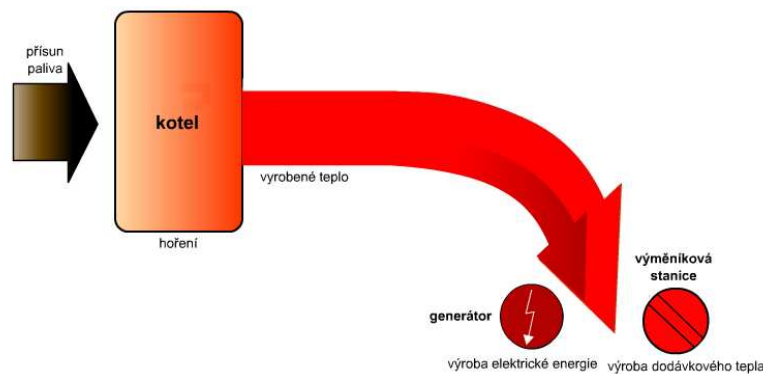 přísun
paliva
kotel
vyrobené teplo
hoření
výměníková
stanice
generátor
výroba elektrické energie
výroba dodávkového tepla